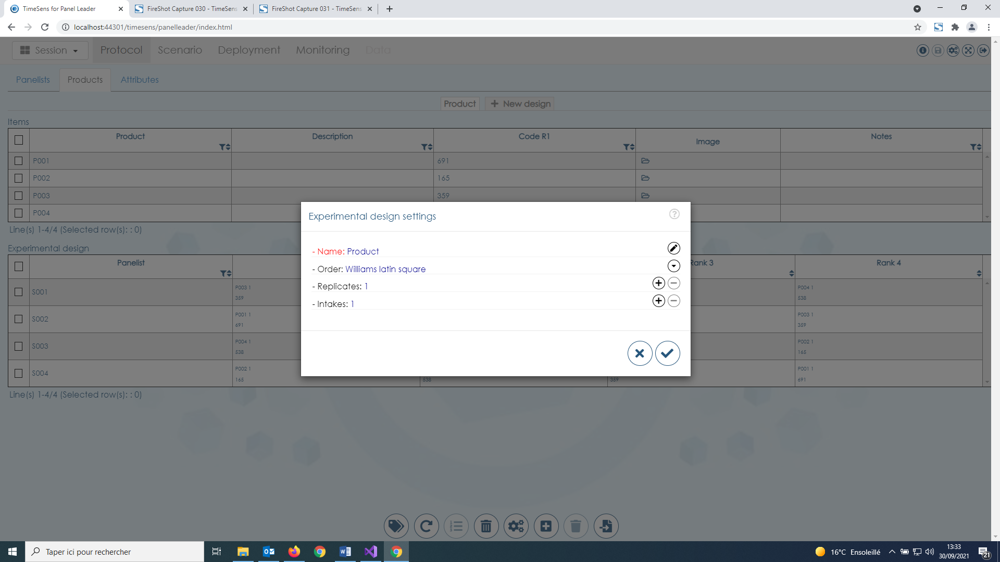 TimeSens for Panel Leader
FireShot Capture 030 - TimeSens
FireShot Capture 031 - TimeSens
localhost:44301/timesens/panelleader/index.html
Session
Protocol
Scenario
Deployment
Monitoring
Data
Panelists
Products
Attributes
Product
New design
Items
Product
Description
Code R1
Image
Notes
P001
691
P002
165
P003
359
P004
Line(s) 1-4/4 (Selected row(s): : 0)
Experimental design
Panelist
Rank 3
Rank 4
S001
P003 1
359
P004 1
538
S002
P001 1
691
P003 1
359
S003
P004 1
538
P002 1
165
S004
P002 1
165
538
359
P001 1
691
Line(s) 1-4/4 (Selected row(s): : 0)
Experimental design settings
?
- Name: Product
- Order: Williams latin square
- Replicates: 1
- Intakes: 1
Taper ici pour rechercher
16°C Ensoleillé
13:33
30/09/2021
21